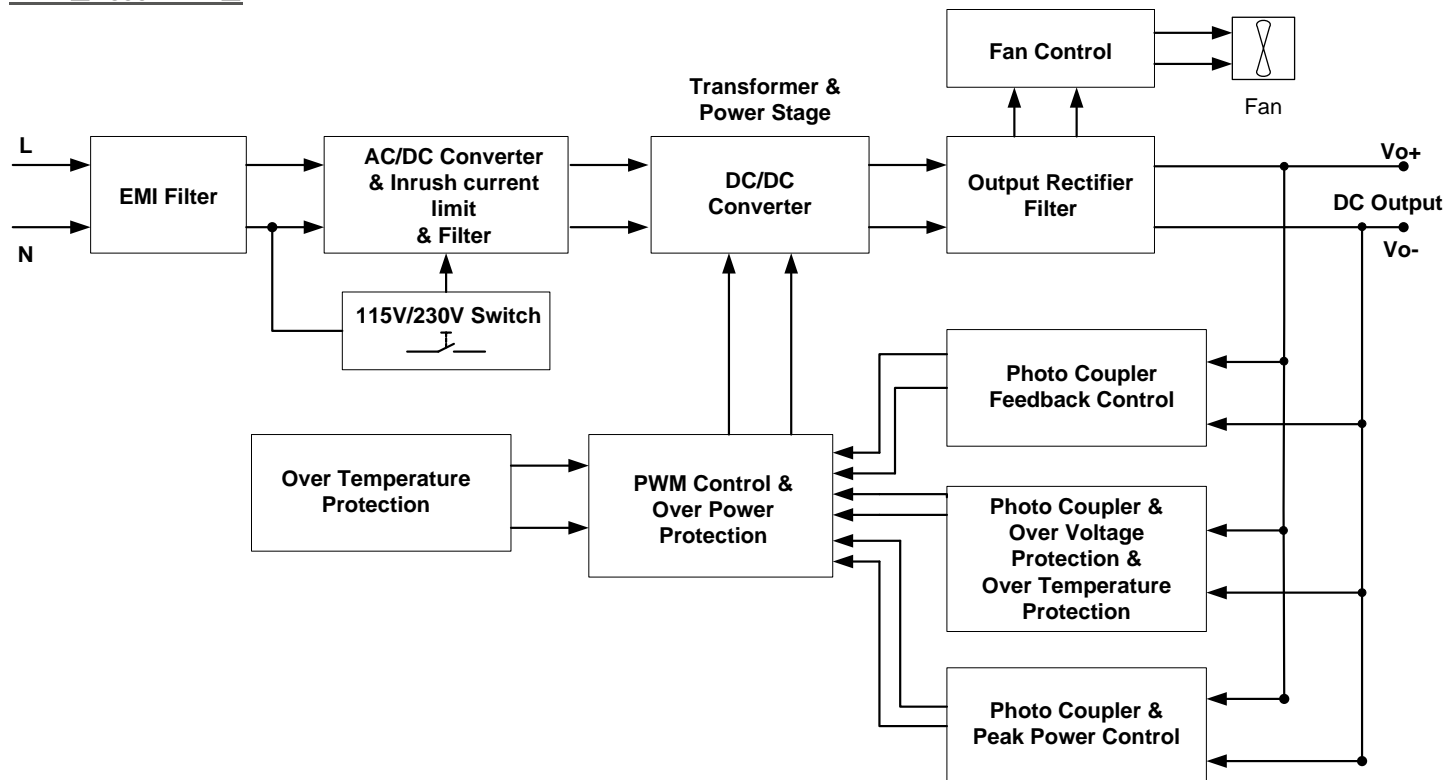 Fan Control
Fan
Transformer &
Power Stage
L
N
EMI Filter
AC/DC Converter
& Inrush current
limit
& Filter
DC/DC
Converter
Output Rectifier
Filter
Vo+
DC Output
Vo-
115V/230V Switch
Photo Coupler
Feedback Control
Over Temperature
Protection
PWM Control &
Over Power
Protection
Photo Coupler &
Over Voltage
Protection &
Over Temperature
Protection
Photo Coupler &
Peak Power Control